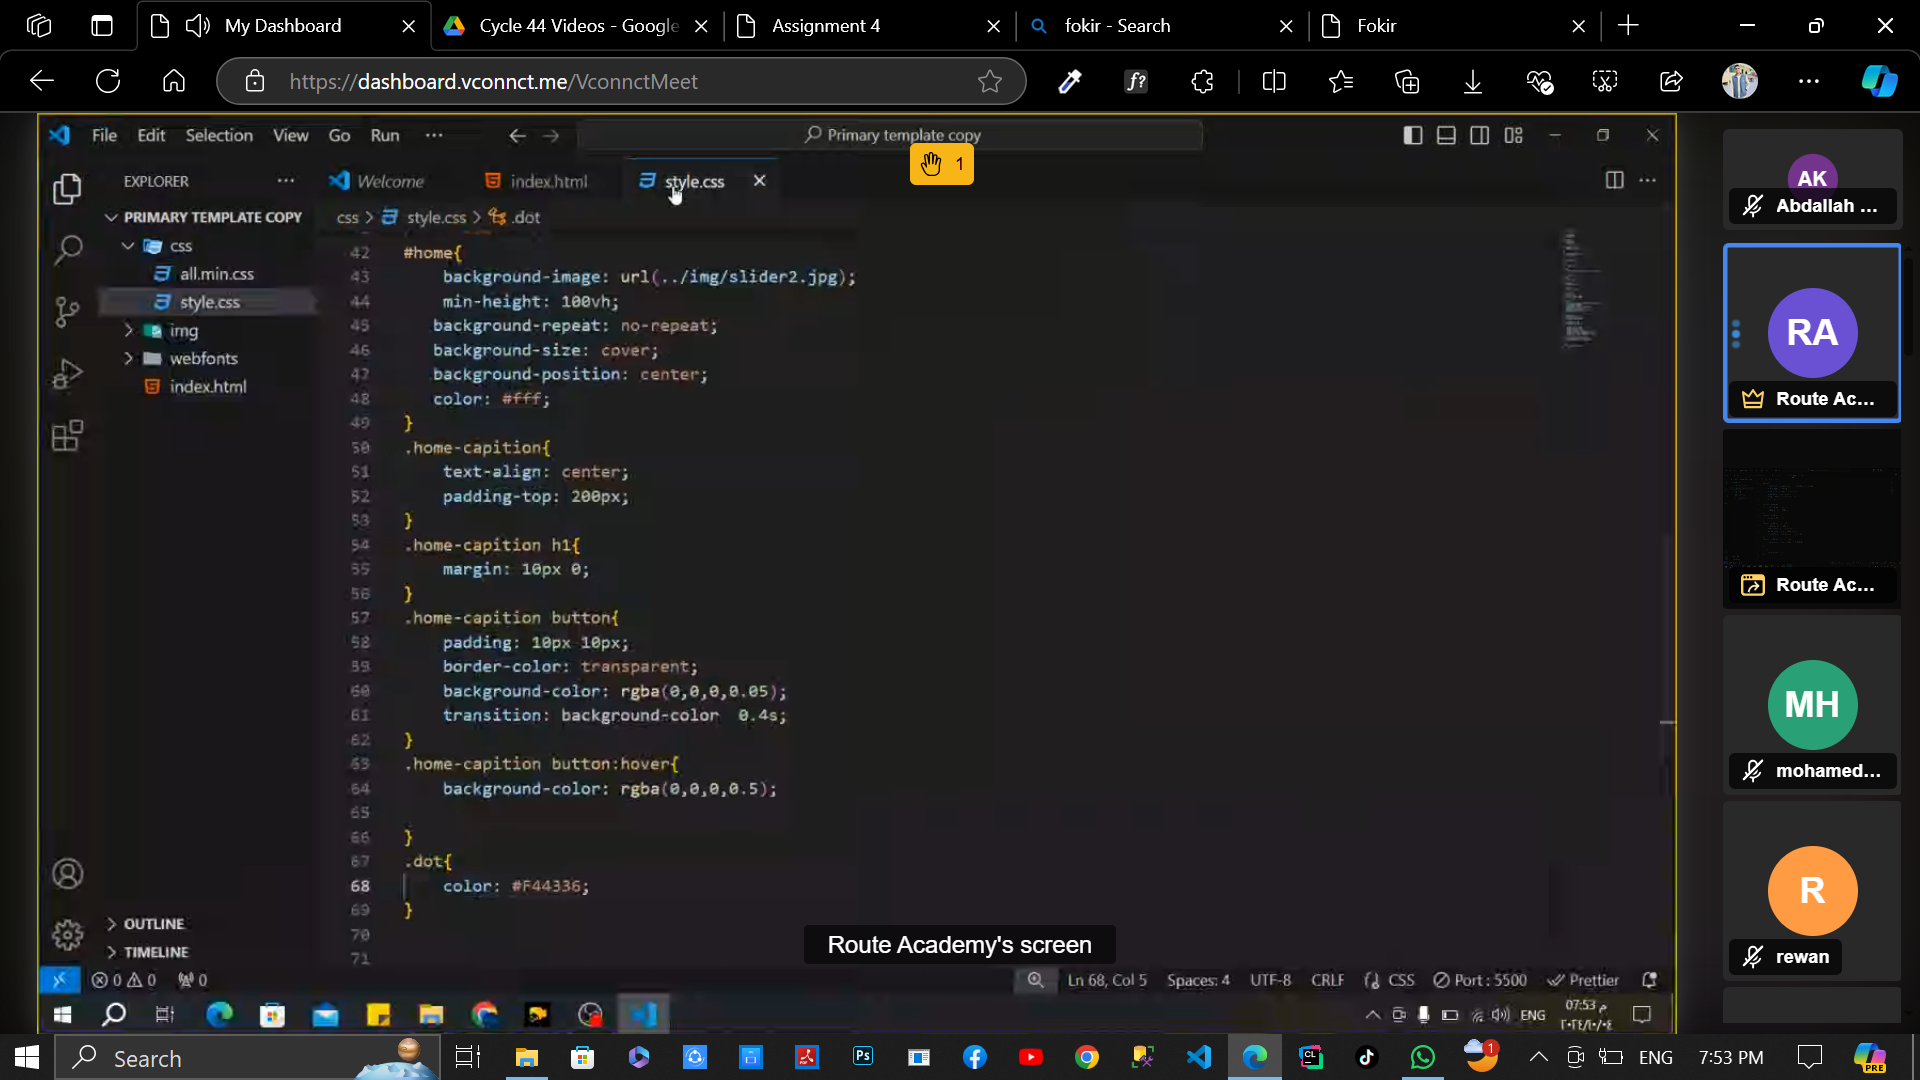 My Dashboard
Cycle 44 Videos - Google
Assignment 4
fokir - Search
Fokir
https://dashboard.vconnct.me/VconnctMeet
f?
File Edit Selection View Go Run ···
Primary template copy
1
EXPLORER ···
Welcome
index.html
style.css
PRIMARY TEMPLATE COPY
css > style.css > .dot
css
all.min.css
style.css
img
webfonts
index.html
42 #home{
43 background-image: url(../img/slider2.jpg);
44 min-height: 100vh;
45 background-repeat: no-repeat;
46 background-size: cover;
47 background-position: center;
48 color: #fff;
49 }
50 .home-capition{
51 text-align: center;
52 padding-top: 200px;
53 }
54 .home-capition h1{
55 margin: 10px 0;
56 }
57 .home-capition button{
58 padding: 10px 10px;
59 border-color: transparent;
60 background-color: rgba(0,0,0,0.05);
61 transition: background-color 0.4s;
62 }
63 .home-capition button:hover{
64 background-color: rgba(0,0,0,0.5);
65
66 }
67 .dot{
68 color: #F44336;
69 }
70
71
OUTLINE
TIMELINE
Route Academy's screen
0 0 0
Ln 68, Col 5 Spaces: 4 UTF-8 CRLF CSS Port : 5500 Prettier
ENG
07:53 م
AK
Abdallah ...
RA
Route Ac...
Route Ac...
MH
mohamed...
R
rewan
Search
Ps
CL
1
ENG
7:53 PM
PRE